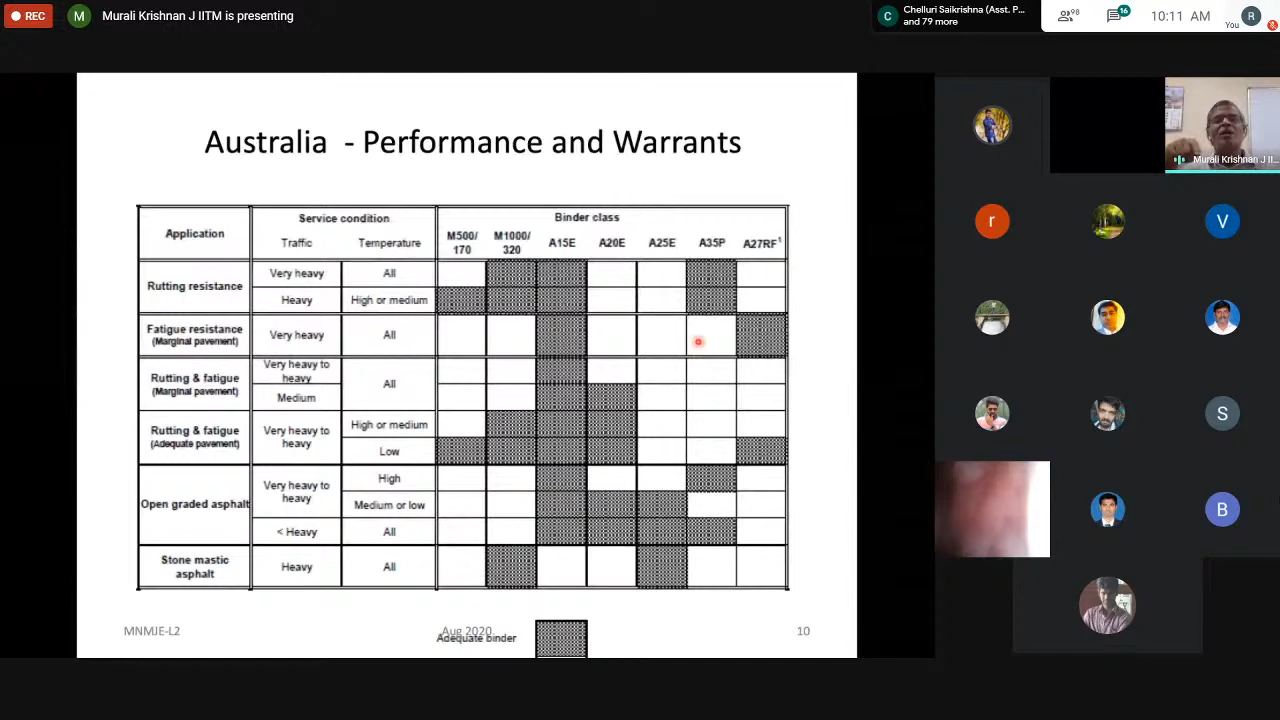 REC
M
Murali Krishnan J IITM is presenting
C
Chelluri Saikrishna (Asst. P...
and 79 more
98
16
10:11 AM
R
You
Australia - Performance and Warrants
Application
Service condition
Binder class
Traffic
Temperature
M500/
170
M1000/
320
A15E
A20E
A25E
A35P
A27RF¹
Rutting resistance
Very heavy
All
Heavy
High or medium
Fatigue resistance
(Marginal pavement)
Very heavy
All
Rutting & fatigue
(Marginal pavement)
Very heavy to
heavy
All
Medium
Rutting & fatigue
(Adequate pavement)
Very heavy to
heavy
High or medium
Low
Open graded asphalt
Very heavy to
heavy
High
Medium or low
< Heavy
All
Stone mastic
asphalt
Heavy
All
MNMJE-L2
Aug 2020
Adequate binder
10
Murali Krishnan J II...
r
V
S
B